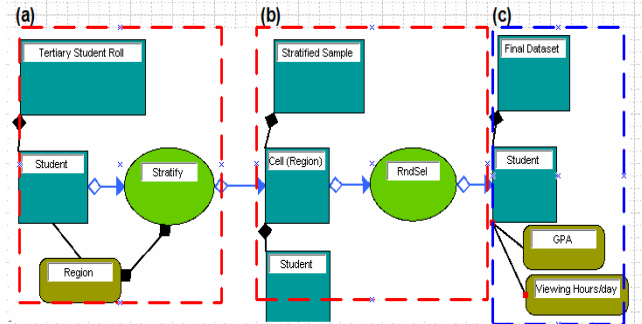 (a) (b) (c)
Tertiary Student Roll
Stratified Sample
Final Dataset
Student
Stratify
Cell (Region)
RndSel
Student
Region
Student
GPA
Viewing Hours/day